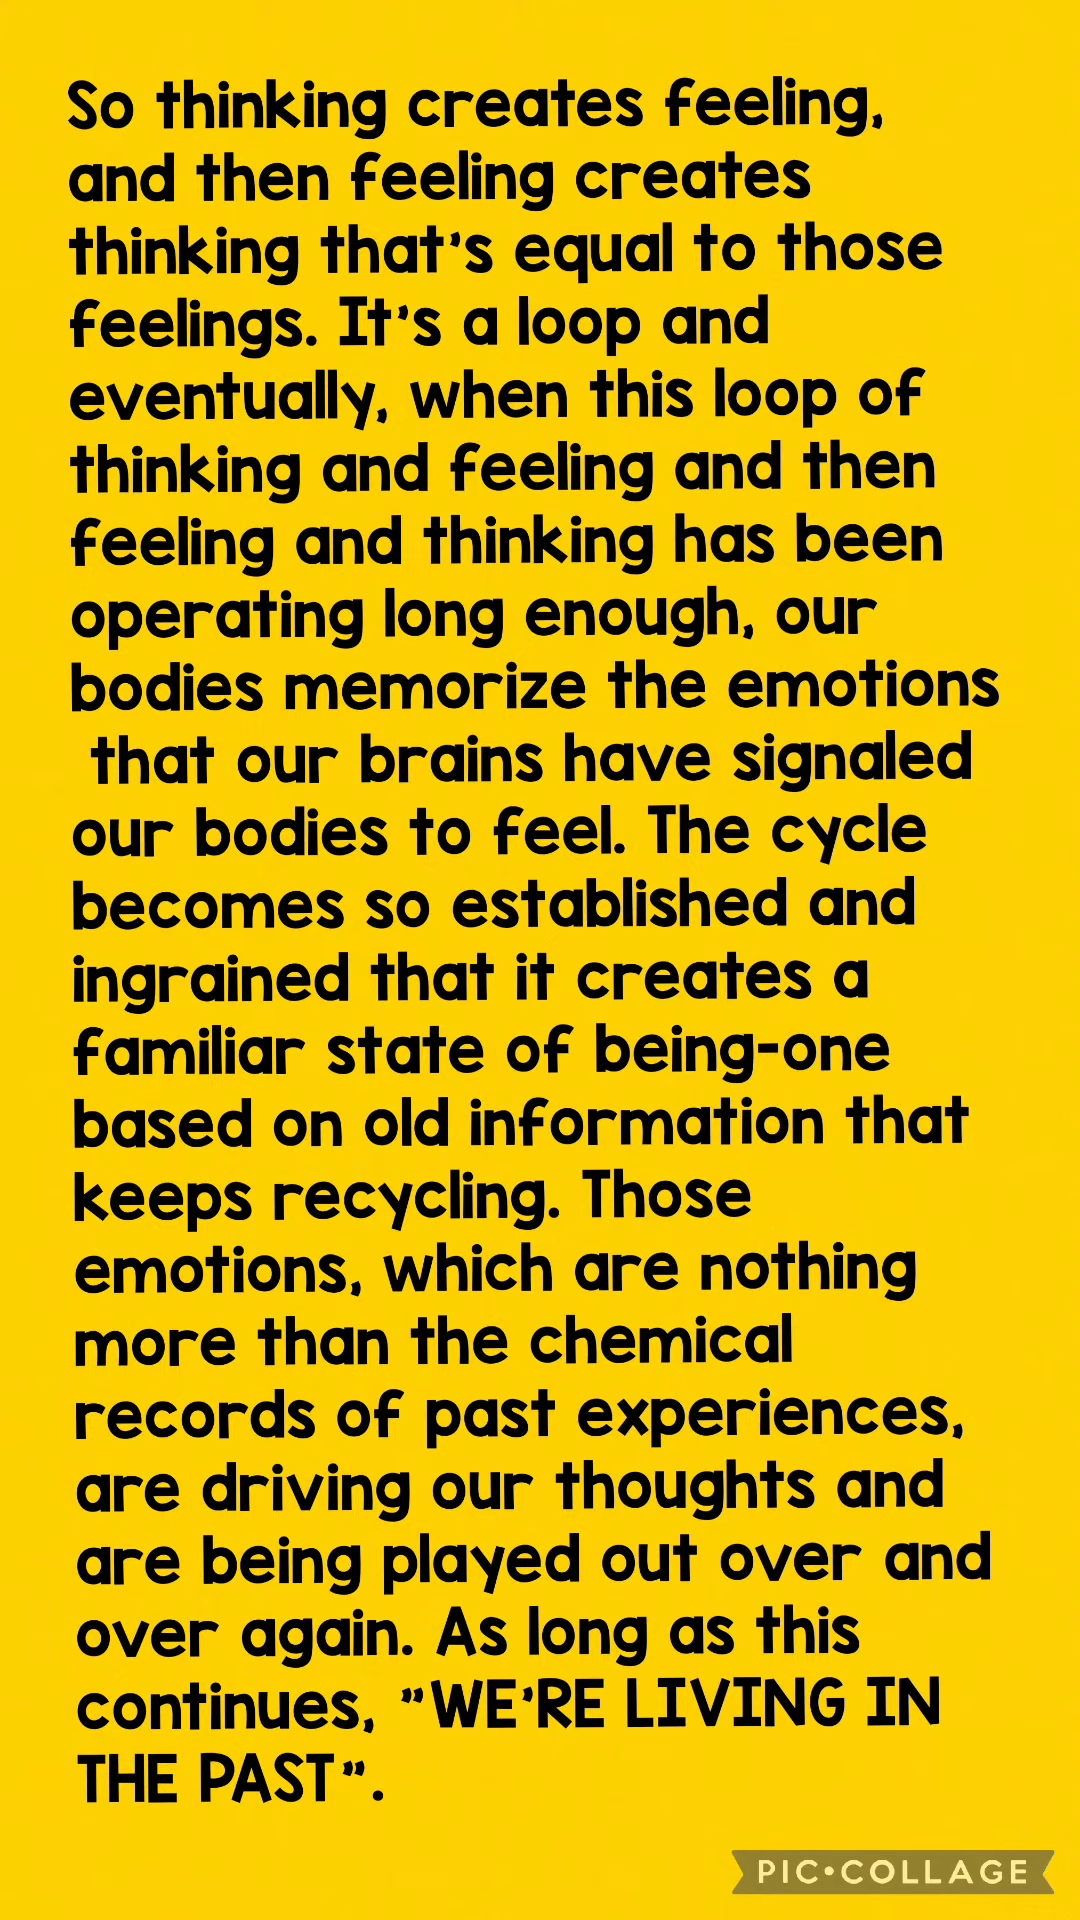 So thinking creates feeling,
and then feeling creates
thinking that's equal to those
feelings. It's a loop and
eventually, when this loop of
thinking and feeling and then
feeling and thinking has been
operating long enough, our
bodies memorize the emotions
that our brains have signaled
our bodies to feel. The cycle
becomes so established and
ingrained that it creates a
familiar state of being-one
based on old information that
keeps recycling. Those
emotions, which are nothing
more than the chemical
records of past experiences,
are driving our thoughts and
are being played out over and
over again. As long as this
continues, "WE'RE LIVING IN
THE PAST".
PIC•COLLAGE